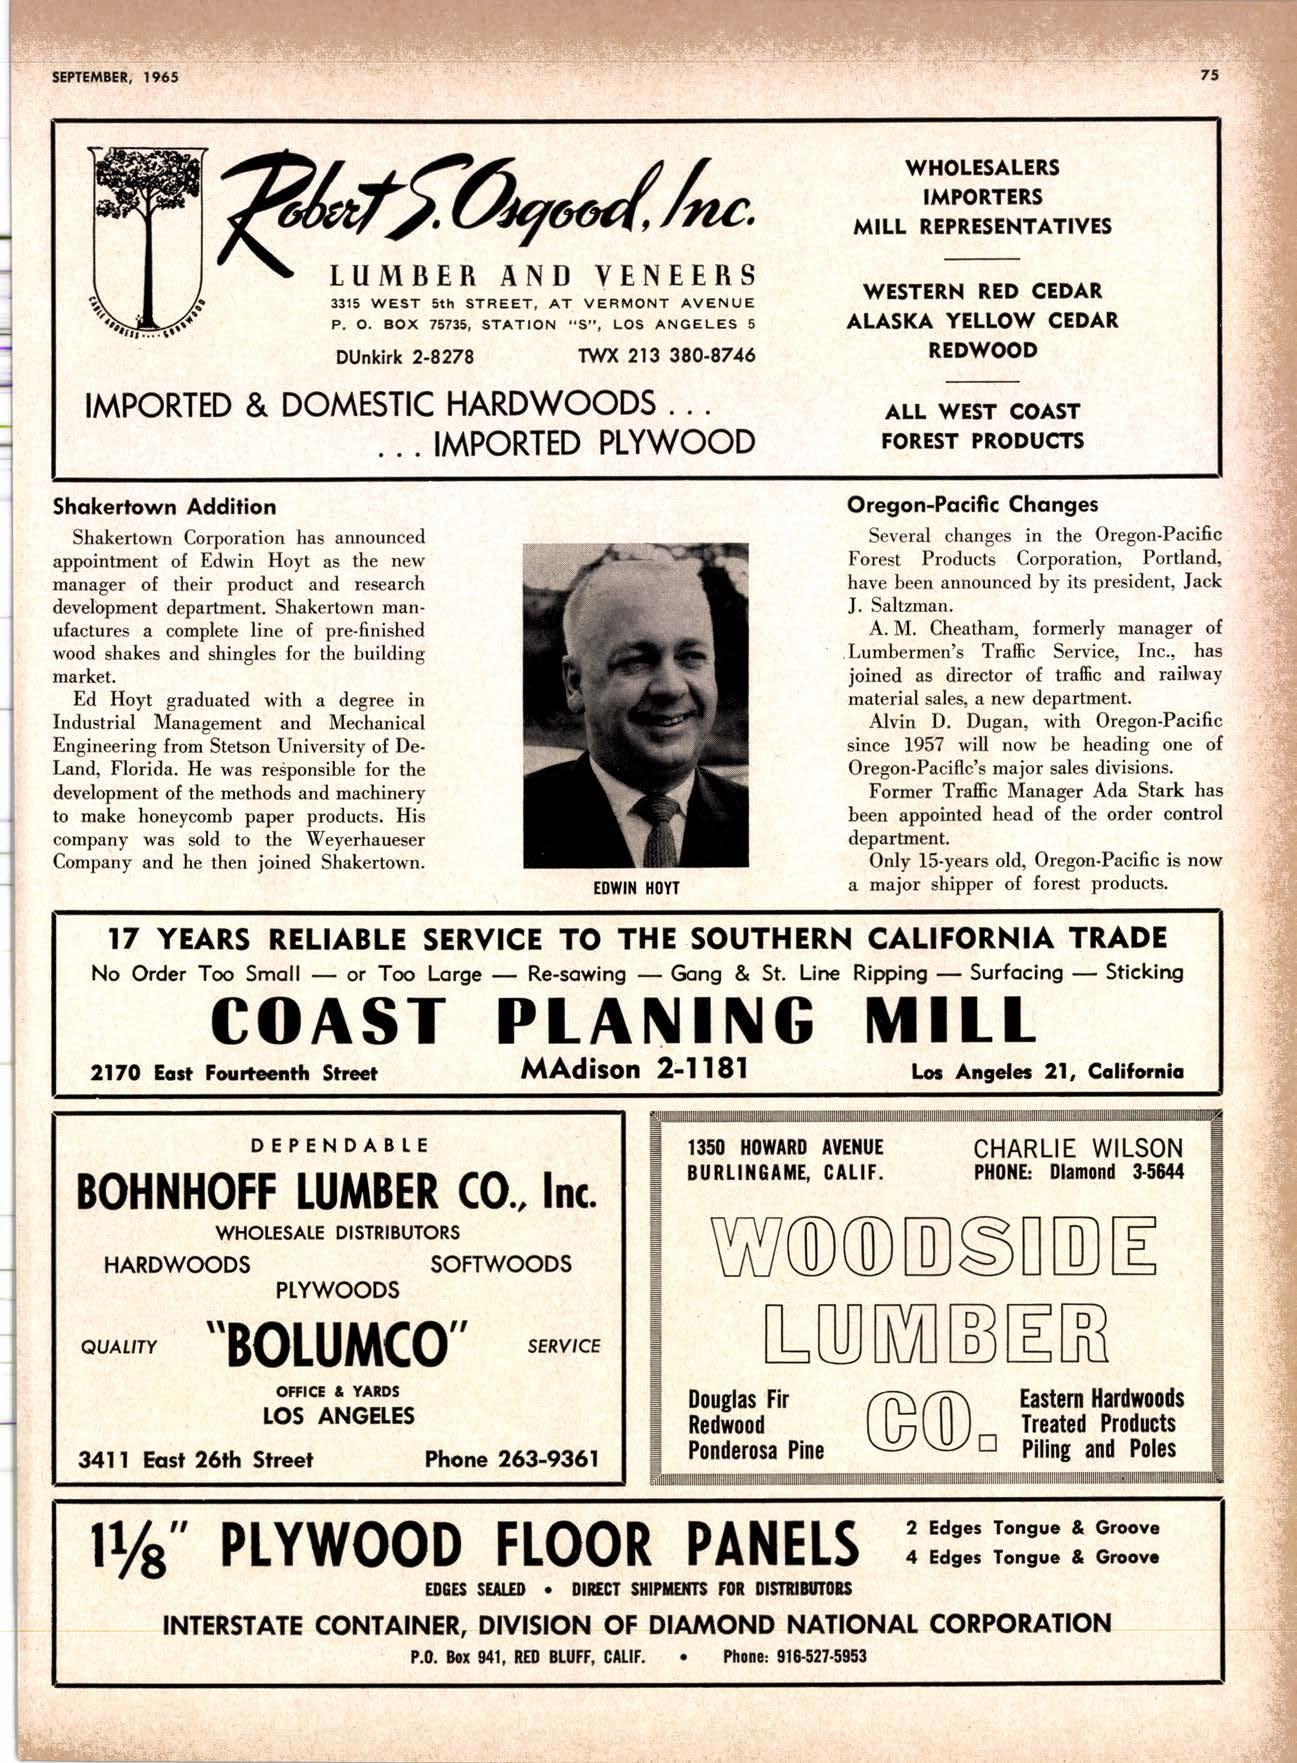 SEPTEMBER, 1965
75
Robert S. Osgood, Inc.
LUMBER AND VENEERS
3315 WEST 5th STREET, AT VERMONT AVENUE
P. O. BOX 75735, STATION "S", LOS ANGELES 5
DUnkirk 2-8278 TWX 213 380-8746
CABLE ADDRESS.... GOODWOOD
IMPORTED & DOMESTIC HARDWOODS . . .
. . . IMPORTED PLYWOOD
WHOLESALERS
IMPORTERS
MILL REPRESENTATIVES
WESTERN RED CEDAR
ALASKA YELLOW CEDAR
REDWOOD
ALL WEST COAST
FOREST PRODUCTS
Shakertown Addition
Shakertown Corporation has announced
appointment of Edwin Hoyt as the new
manager of their product and research
development department. Shakertown man-
ufactures a complete line of pre-finished
wood shakes and shingles for the building
market.
Ed Hoyt graduated with a degree in
Industrial Management and Mechanical
Engineering from Stetson University of De-
Land, Florida. He was responsible for the
development of the methods and machinery
to make honeycomb paper products. His
company was sold to the Weyerhaueser
Company and he then joined Shakertown.
EDWIN HOYT
Oregon-Pacific Changes
Several changes in the Oregon-Pacific
Forest Products Corporation, Portland,
have been announced by its president, Jack
J. Saltzman.
A. M. Cheatham, formerly manager of
Lumbermen's Traffic Service, Inc., has
joined as director of traffic and railway
material sales, a new department.
Alvin D. Dugan, with Oregon-Pacific
since 1957 will now be heading one of
Oregon-Pacific's major sales divisions.
Former Traffic Manager Ada Stark has
been appointed head of the order control
department.
Only 15-years old, Oregon-Pacific is now
a major shipper of forest products.
17 YEARS RELIABLE SERVICE TO THE SOUTHERN CALIFORNIA TRADE
No Order Too Small — or Too Large — Re-sawing — Gang & St. Line Ripping — Surfacing — Sticking
COAST PLANING MILL
2170 East Fourteenth Street MAdison 2-1181 Los Angeles 21, California
DEPENDABLE
BOHNHOFF LUMBER CO., Inc.
WHOLESALE DISTRIBUTORS
HARDWOODS SOFTWOODS
PLYWOODS
QUALITY "BOLUMCO" SERVICE
OFFICE & YARDS
LOS ANGELES
3411 East 26th Street Phone 263-9361
1350 HOWARD AVENUE CHARLIE WILSON
BURLINGAME, CALIF. PHONE: DIamond 3-5644
WOODSIDE
LUMBER
CO.
Douglas Fir
Redwood
Ponderosa Pine
Eastern Hardwoods
Treated Products
Piling and Poles
1⅛" PLYWOOD FLOOR PANELS
2 Edges Tongue & Groove
4 Edges Tongue & Groove
EDGES SEALED • DIRECT SHIPMENTS FOR DISTRIBUTORS
INTERSTATE CONTAINER, DIVISION OF DIAMOND NATIONAL CORPORATION
P.O. Box 941, RED BLUFF, CALIF. • Phone: 916-527-5953